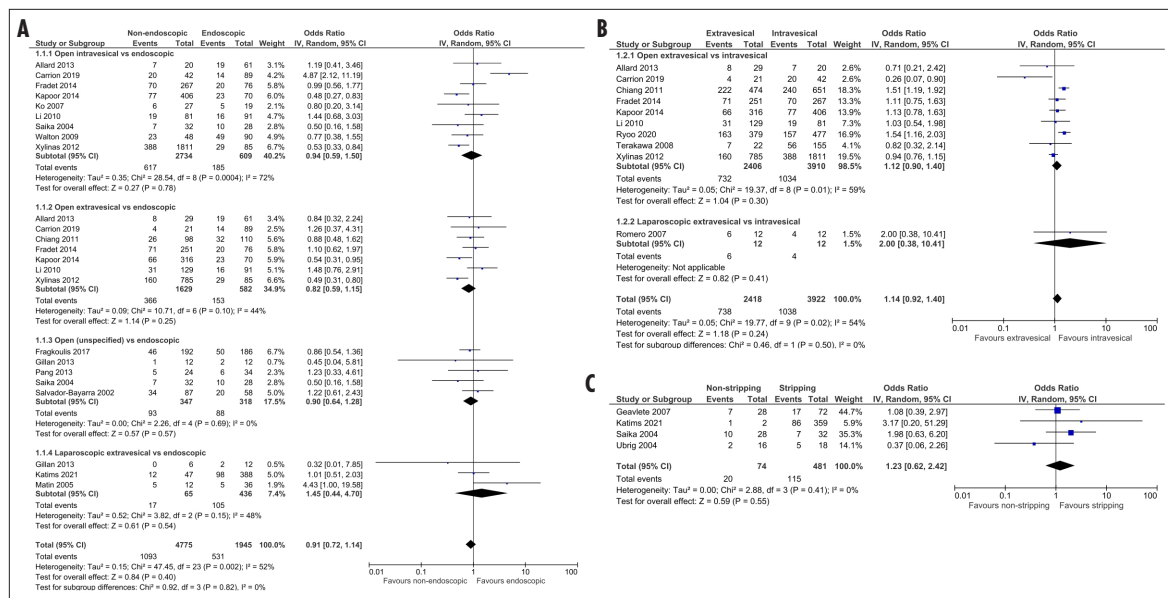 A
Non-endoscopic Endoscopic Odds Ratio Odds Ratio
Study or Subgroup Events Total Events Total Weight IV, Random, 95% CI IV, Random, 95% CI
1.1.1 Open intravesical vs endoscopic
Allard 2013 7 20 19 61 3.1% 1.19 [0.41, 3.46]
Carrion 2019 20 42 14 89 4.2% 4.87 [2.12, 11.19]
Fradet 2014 70 267 20 76 5.9% 0.99 [0.56, 1.77]
Kapoor 2014 77 406 23 70 6.1% 0.48 [0.27, 0.83]
Ko 2007 6 27 5 19 2.1% 0.80 [0.20, 3.14]
Li 2010 19 81 16 91 4.7% 1.44 [0.68, 3.03]
Saika 2004 7 32 10 28 2.9% 0.50 [0.16, 1.58]
Walton 2009 23 48 49 90 4.9% 0.77 [0.38, 1.55]
Xylinas 2012 388 1811 29 85 6.4% 0.53 [0.33, 0.84]
Subtotal (95% CI) 2734 609 40.2% 0.94 [0.59, 1.50]
Total events 617 185
Heterogeneity: Tau² = 0.35; Chi² = 28.54, df = 8 (P = 0.0004); I² = 72%
Test for overall effect: Z = 0.27 (P = 0.78)
1.1.2 Open extravesical vs endoscopic
Allard 2013 8 29 19 61 3.4% 0.84 [0.32, 2.24]
Carrion 2019 4 21 14 89 2.5% 1.26 [0.37, 4.31]
Chiang 2011 26 98 32 110 5.5% 0.88 [0.48, 1.62]
Fradet 2014 71 251 20 76 5.9% 1.10 [0.62, 1.97]
Kapoor 2014 66 316 23 70 6.0% 0.54 [0.31, 0.95]
Li 2010 31 129 16 91 5.1% 1.48 [0.76, 2.91]
Xylinas 2012 160 785 29 85 6.5% 0.49 [0.31, 0.80]
Subtotal (95% CI) 1629 582 34.9% 0.82 [0.59, 1.15]
Total events 366 153
Heterogeneity: Tau² = 0.09; Chi² = 10.71, df = 6 (P = 0.10); I² = 44%
Test for overall effect: Z = 1.14 (P = 0.25)
1.1.3 Open (unspecified) vs endoscopic
Fragkoulis 2017 46 192 50 186 6.7% 0.86 [0.54, 1.36]
Gillan 2013 1 12 2 12 0.8% 0.45 [0.04, 5.81]
Pang 2013 5 24 6 34 2.3% 1.23 [0.33, 4.61]
Saika 2004 7 32 10 28 2.9% 0.50 [0.16, 1.58]
Salvador-Bayarra 2002 34 87 20 58 4.9% 1.22 [0.61, 2.43]
Subtotal (95% CI) 347 318 17.5% 0.90 [0.64, 1.28]
Total events 93 88
Heterogeneity: Tau² = 0.00; Chi² = 2.26, df = 4 (P = 0.69); I² = 0%
Test for overall effect: Z = 0.57 (P = 0.57)
1.1.4 Laparoscopic extravesical vs endoscopic
Gillan 2013 0 6 2 12 0.5% 0.32 [0.01, 7.85]
Katims 2021 12 47 98 388 5.1% 1.01 [0.51, 2.03]
Matin 2005 5 12 5 36 1.9% 4.43 [1.00, 19.58]
Subtotal (95% CI) 65 436 7.5% 1.45 [0.44, 4.70]
Total events 17 105
Heterogeneity: Tau² = 0.52; Chi² = 3.82, df = 2 (P = 0.15); I² = 48%
Test for overall effect: Z = 0.61 (P = 0.54)
Total (95% CI) 4775 1945 100.0% 0.91 [0.72, 1.14]
Total events 1093 531
Heterogeneity: Tau² = 0.15; Chi² = 47.45, df = 23 (P = 0.002); I² = 52%
Test for overall effect: Z = 0.84 (P = 0.40)
Test for subgroup differences: Chi² = 0.92, df = 3 (P = 0.82), I² = 0%
0.01 0.1 1 10 100
Favours non-endoscopic Favours endoscopic
B
Extravesical Intravesical Odds Ratio Odds Ratio
Study or Subgroup Events Total Events Total Weight IV, Random, 95% CI IV, Random, 95% CI
1.2.1 Open extravesical vs intravesical
Allard 2013 8 29 7 20 2.7% 0.71 [0.21, 2.42]
Carrion 2019 4 21 20 42 2.6% 0.26 [0.07, 0.90]
Chiang 2011 222 474 240 651 18.3% 1.51 [1.19, 1.92]
Fradet 2014 71 251 70 267 13.9% 1.11 [0.75, 1.63]
Kapoor 2014 66 316 77 406 14.3% 1.13 [0.78, 1.63]
Li 2010 31 129 19 81 7.8% 1.03 [0.54, 1.98]
Ryoo 2020 163 379 157 477 16.9% 1.54 [1.16, 2.03]
Terakawa 2008 7 22 56 155 4.2% 0.82 [0.32, 2.14]
Xylinas 2012 160 785 388 1811 19.5% 0.94 [0.76, 1.15]
Subtotal (95% CI) 2406 3910 98.5% 1.12 [0.90, 1.40]
Total events 732 1034
Heterogeneity: Tau² = 0.05; Chi² = 19.37, df = 8 (P = 0.01); I² = 59%
Test for overall effect: Z = 1.04 (P = 0.30)
1.2.2 Laparoscopic extravesical vs intravesical
Romero 2007 6 12 4 12 1.5% 2.00 [0.38, 10.41]
Subtotal (95% CI) 12 12 1.5% 2.00 [0.38, 10.41]
Total events 6 4
Heterogeneity: Not applicable
Test for overall effect: Z = 0.82 (P = 0.41)
Total (95% CI) 2418 3922 100.0% 1.14 [0.92, 1.40]
Total events 738 1038
Heterogeneity: Tau² = 0.05; Chi² = 19.77, df = 9 (P = 0.02); I² = 54%
Test for overall effect: Z = 1.18 (P = 0.24)
Test for subgroup differences: Chi² = 0.46, df = 1 (P = 0.50), I² = 0%
0.01 0.1 1 10 100
Favours extravesical Favours intravesical
C
Non-stripping Stripping Odds Ratio Odds Ratio
Study or Subgroup Events Total Events Total Weight IV, Random, 95% CI IV, Random, 95% CI
Geavlete 2007 7 28 17 72 44.7% 1.08 [0.39, 2.97]
Katims 2021 1 2 86 359 6.0% 3.17 [0.20, 51.29]
Saika 2004 10 28 7 32 35.2% 1.98 [0.63, 6.20]
Ubrig 2004 2 16 5 18 14.1% 0.37 [0.06, 2.26]
Total (95% CI) 74 481 100.0% 1.23 [0.62, 2.42]
Total events 20 115
Heterogeneity: Tau² = 0.00; Chi² = 2.88, df = 3 (P = 0.41); I² = 0%
Test for overall effect: Z = 0.59 (P = 0.55)
0.01 0.1 1 10 100
Favours non-stripping Favours stripping